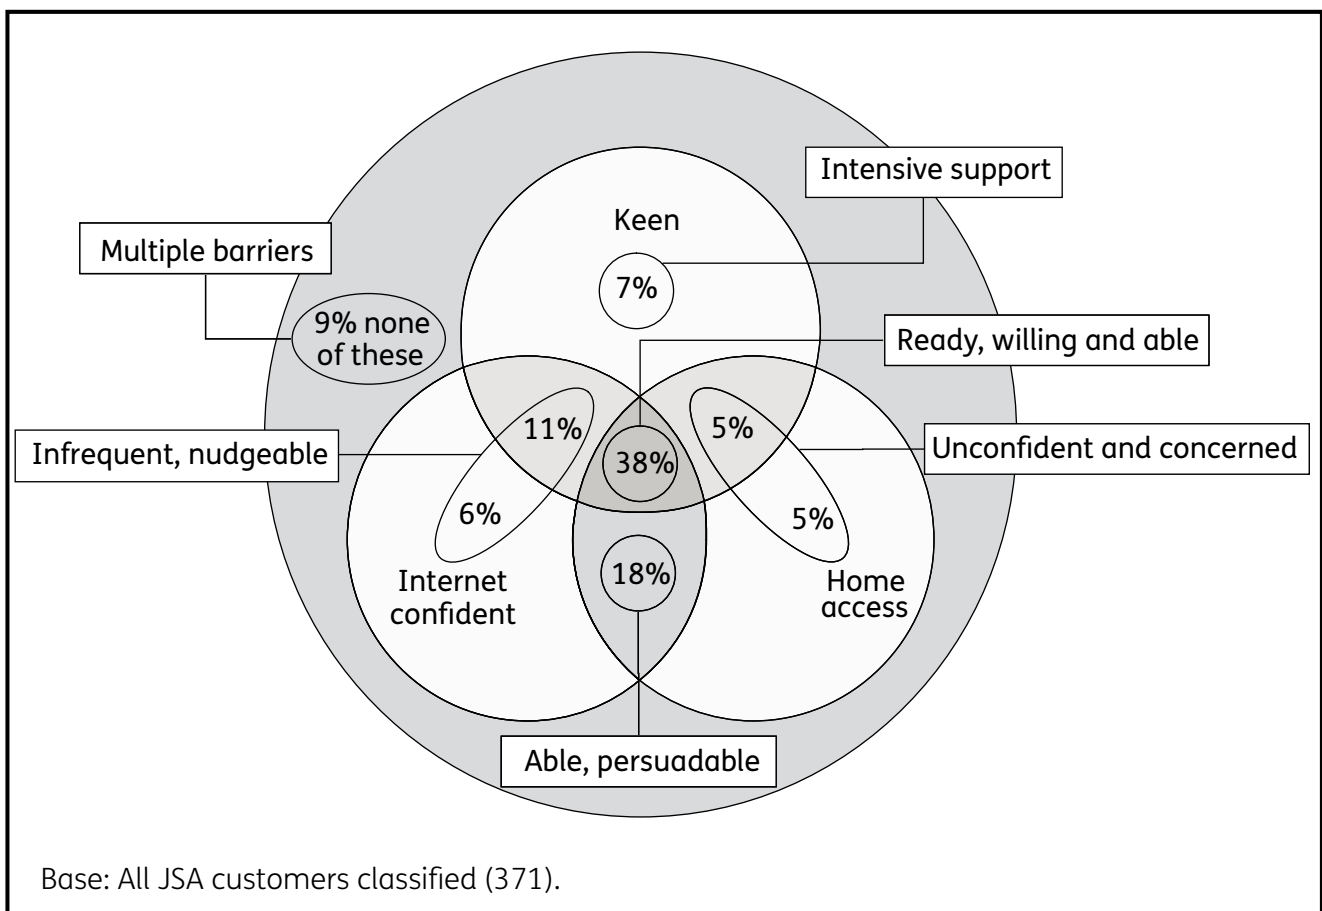 Intensive support
Keen
Multiple barriers
7%
9% none
of these
Ready, willing and able
11%
5%
Infrequent, nudgeable
38%
Unconfident and concerned
6%
5%
18%
Internet
confident
Home
access
Able, persuadable
Base: All JSA customers classified (371).